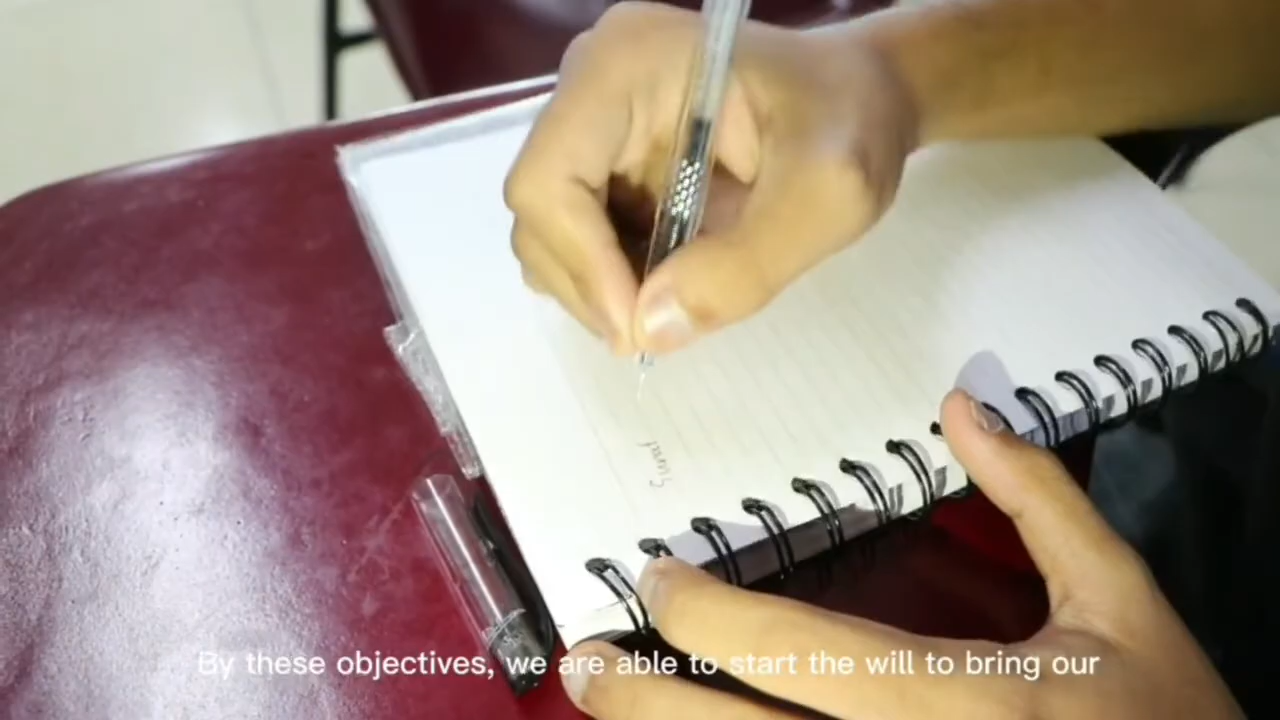 By these objectives, we are able to start the will to bring our